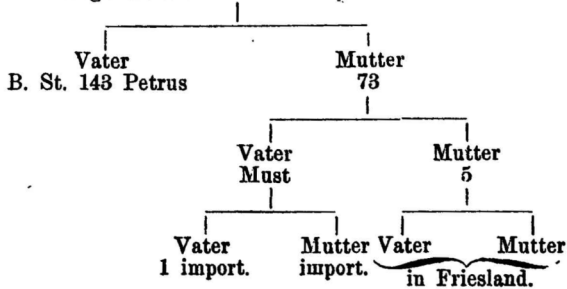 Vater Mutter
B. St. 143 Petrus 73
Vater Mutter
Must 5
Vater Mutter Vater Mutter
1 import. import. in Friesland.